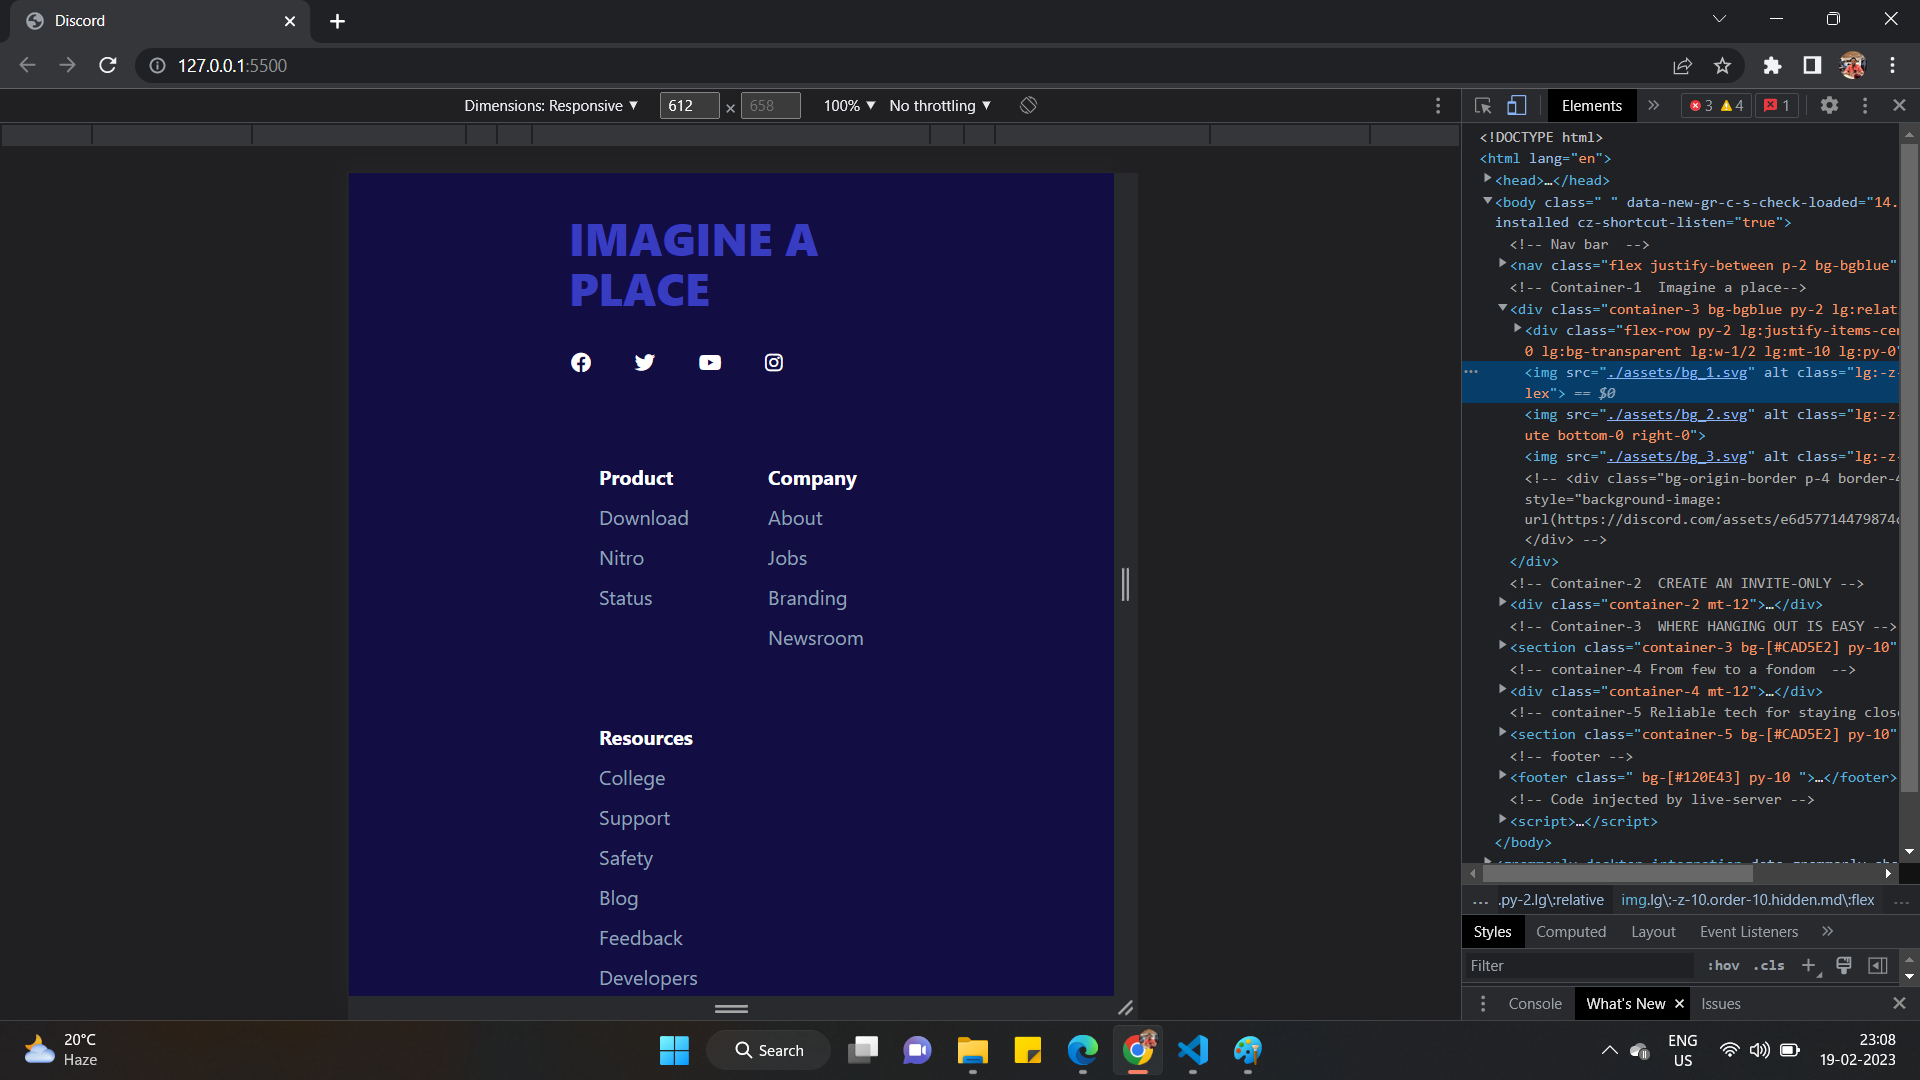 Discord
127.0.0.1:5500
Dimensions: Responsive ▼ 612 × 658 100% ▼ No throttling ▼
IMAGINE A
PLACE
Product
Download
Nitro
Status
Company
About
Jobs
Branding
Newsroom
Resources
College
Support
Safety
Blog
Feedback
Developers
Elements » 3 4 1
<!DOCTYPE html>
<html lang="en">
<head>…</head>
<body class=" " data-new-gr-c-s-check-loaded="14.
installed cz-shortcut-listen="true">
<!-- Nav bar  -->
<nav class="flex justify-between p-2 bg-bgblue"
<!-- Container-1  Imagine a place-->
<div class="container-3 bg-bgblue py-2 lg:relat
<div class="flex-row py-2 lg:justify-items-cen
0 lg:bg-transparent lg:w-1/2 lg:mt-10 lg:py-0"
<img src="./assets/bg_1.svg" alt class="lg:-z-
lex"> == $0
<img src="./assets/bg_2.svg" alt class="lg:-z-
ute bottom-0 right-0">
<img src="./assets/bg_3.svg" alt class="lg:-z-
<!-- <div class="bg-origin-border p-4 border-4
style="background-image:
url(https://discord.com/assets/e6d57714479874c
</div> -->
</div>
<!-- Container-2  CREATE AN INVITE-ONLY -->
<div class="container-2 mt-12">…</div>
<!-- Container-3  WHERE HANGING OUT IS EASY -->
<section class="container-3 bg-[#CAD5E2] py-10"
<!-- container-4 From few to a fondom  -->
<div class="container-4 mt-12">…</div>
<!-- container-5 Reliable tech for staying close
<section class="container-5 bg-[#CAD5E2] py-10"
<!-- footer -->
<footer class=" bg-[#120E43] py-10 ">…</footer>
<!-- Code injected by live-server -->
<script>…</script>
</body>
… .py-2.lg\:relative img.lg\:-z-10.order-10.hidden.md\:flex …
Styles Computed Layout Event Listeners »
Filter :hov .cls +
Console What's New × Issues
20°C
Haze
Search
ENG
US
23:08
19-02-2023